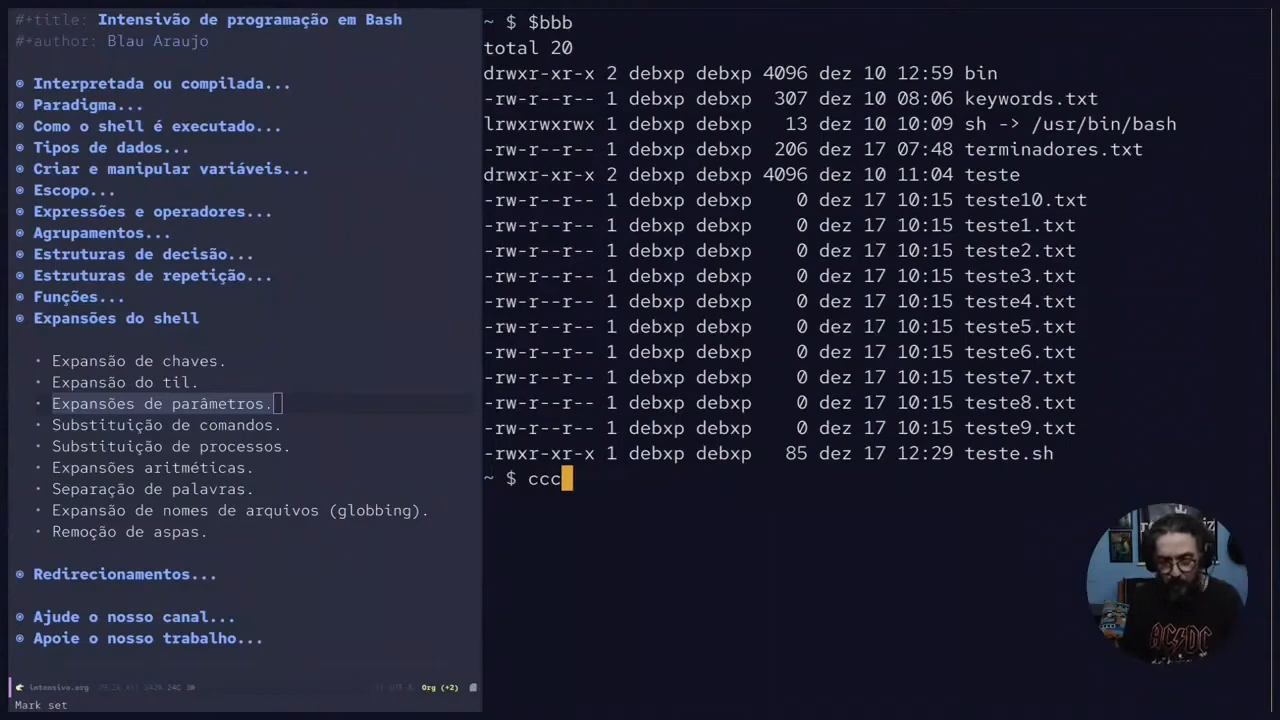 #+title: Intensivão de programação em Bash
#+author: Blau Araujo
Interpretada ou compilada...
Paradigma...
Como o shell é executado...
Tipos de dados...
Criar e manipular variáveis...
Escopo...
Expressões e operadores...
Agrupamentos...
Estruturas de decisão...
Estruturas de repetição...
Funções...
Expansões do shell
• Expansão de chaves.
• Expansão do til.
• Expansões de parâmetros.
• Substituição de comandos.
• Substituição de processos.
• Expansões aritméticas.
• Separação de palavras.
• Expansão de nomes de arquivos (globbing).
• Remoção de aspas.
Redirecionamentos...
Ajude o nosso canal...
Apoie o nosso trabalho...
intensivo.org
Org (+2)
Mark set
~ $ $bbb
total 20
drwxr-xr-x 2 debxp debxp 4096 dez 10 12:59 bin
-rw-r--r-- 1 debxp debxp  307 dez 10 08:06 keywords.txt
lrwxrwxrwx 1 debxp debxp   13 dez 10 10:09 sh -> /usr/bin/bash
-rw-r--r-- 1 debxp debxp  206 dez 17 07:48 terminadores.txt
drwxr-xr-x 2 debxp debxp 4096 dez 10 11:04 teste
-rw-r--r-- 1 debxp debxp    0 dez 17 10:15 teste10.txt
-rw-r--r-- 1 debxp debxp    0 dez 17 10:15 teste1.txt
-rw-r--r-- 1 debxp debxp    0 dez 17 10:15 teste2.txt
-rw-r--r-- 1 debxp debxp    0 dez 17 10:15 teste3.txt
-rw-r--r-- 1 debxp debxp    0 dez 17 10:15 teste4.txt
-rw-r--r-- 1 debxp debxp    0 dez 17 10:15 teste5.txt
-rw-r--r-- 1 debxp debxp    0 dez 17 10:15 teste6.txt
-rw-r--r-- 1 debxp debxp    0 dez 17 10:15 teste7.txt
-rw-r--r-- 1 debxp debxp    0 dez 17 10:15 teste8.txt
-rw-r--r-- 1 debxp debxp    0 dez 17 10:15 teste9.txt
-rwxr-xr-x 1 debxp debxp   85 dez 17 12:29 teste.sh
~ $ ccc
AC/DC